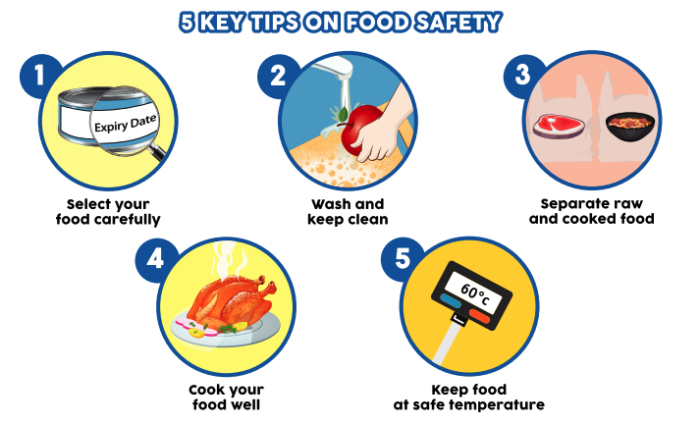 5 KEY TIPS ON FOOD SAFETY
1
Expiry Date
Select your
food carefully
2
Wash and
keep clean
3
Separate raw
and cooked food
4
Cook your
food well
5
60°c
Keep food
at safe temperature